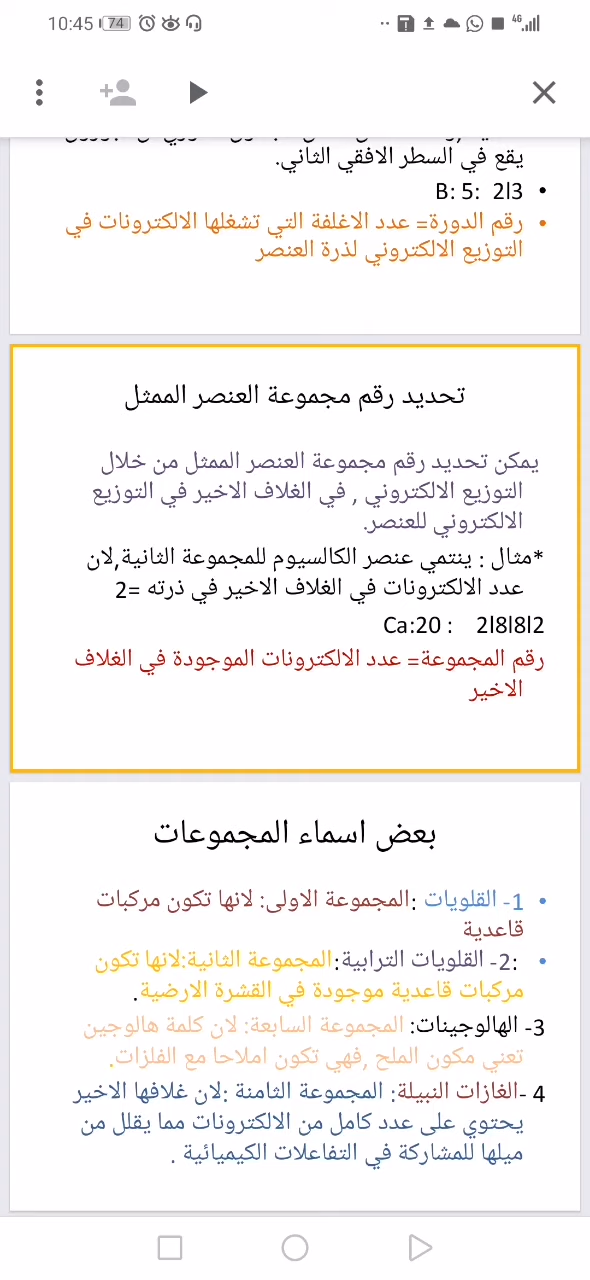 10:45 74 4G
يقع في السطر الافقي الثاني.
• B: 5: 2l3
• رقم الدورة= عدد الاغلفة التي تشغلها الالكترونات في
التوزيع الالكتروني لذرة العنصر
تحديد رقم مجموعة العنصر الممثل
يمكن تحديد رقم مجموعة العنصر الممثل من خلال
التوزيع الالكتروني , في الغلاف الاخير في التوزيع
الالكتروني للعنصر.
*مثال : ينتمي عنصر الكالسيوم للمجموعة الثانية,لان
عدد الالكترونات في الغلاف الاخير في ذرته =2
Ca:20 : 2l8l8l2
رقم المجموعة= عدد الالكترونات الموجودة في الغلاف
الاخير
بعض اسماء المجموعات
• 1- القلويات :المجموعة الاولى: لانها تكون مركبات
قاعدية
• :2- القلويات الترابية:المجموعة الثانية:لانها تكون
مركبات قاعدية موجودة في القشرة الارضية.
3- الهالوجينات: المجموعة السابعة: لان كلمة هالوجين
تعني مكون الملح ,فهي تكون املاحا مع الفلزات.
4 -الغازات النبيلة: المجموعة الثامنة :لان غلافها الاخير
يحتوي على عدد كامل من الالكترونات مما يقلل من
ميلها للمشاركة في التفاعلات الكيميائية .